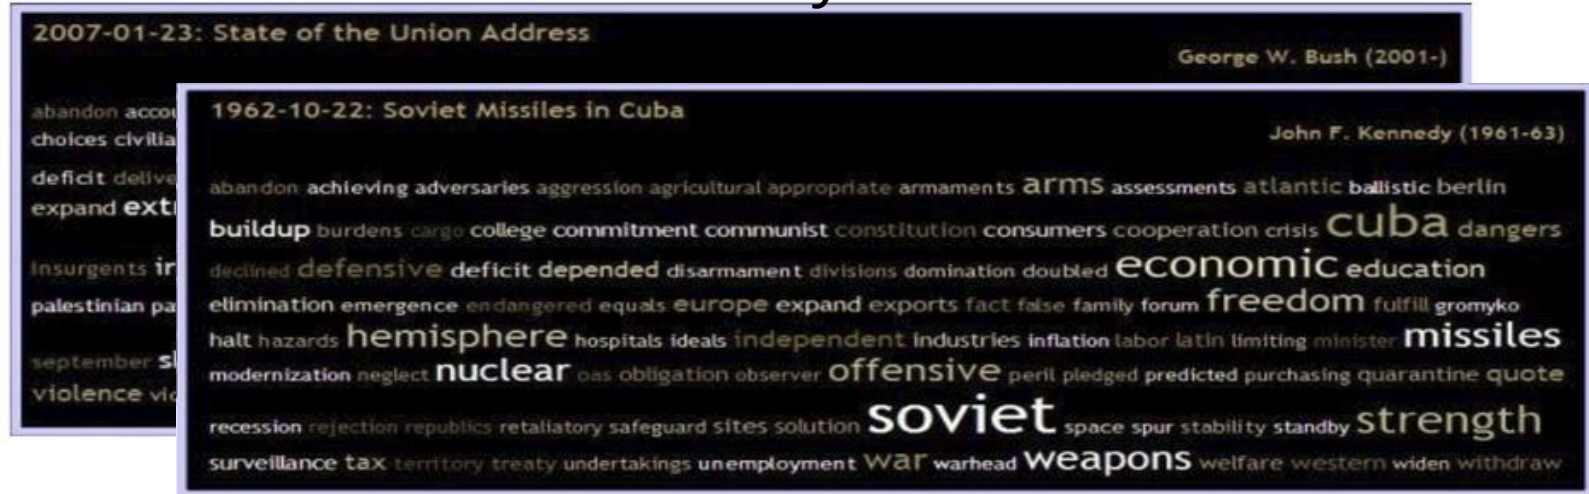 2007-01-23: State of the Union Address
George W. Bush (2001-)
abandon
choices
deficit
expand
insurgents
palestinian
september
violence
1962-10-22: Soviet Missiles in Cuba
John F. Kennedy (1961-63)
abandon achieving adversaries aggression agricultural appropriate armaments arms assessments atlantic ballistic berlin
buildup burdens cargo college commitment communist constitution consumers cooperation crisis cuba dangers
declined defensive deficit depended disarmament divisions domination doubled economic education
elimination emergence endangered equals europe expand exports fact false family forum freedom fulfill gromyko
halt hazards hemisphere hospitals ideals independent industries inflation labor latin limiting minister missiles
modernization neglect nuclear oas obligation observer offensive peril pledged predicted purchasing quarantine quote
recession rejection republics retaliatory safeguard sites solution soviet space spur stability standby strength
surveillance tax territory treaty undertakings unemployment war warhead weapons welfare western widen withdraw